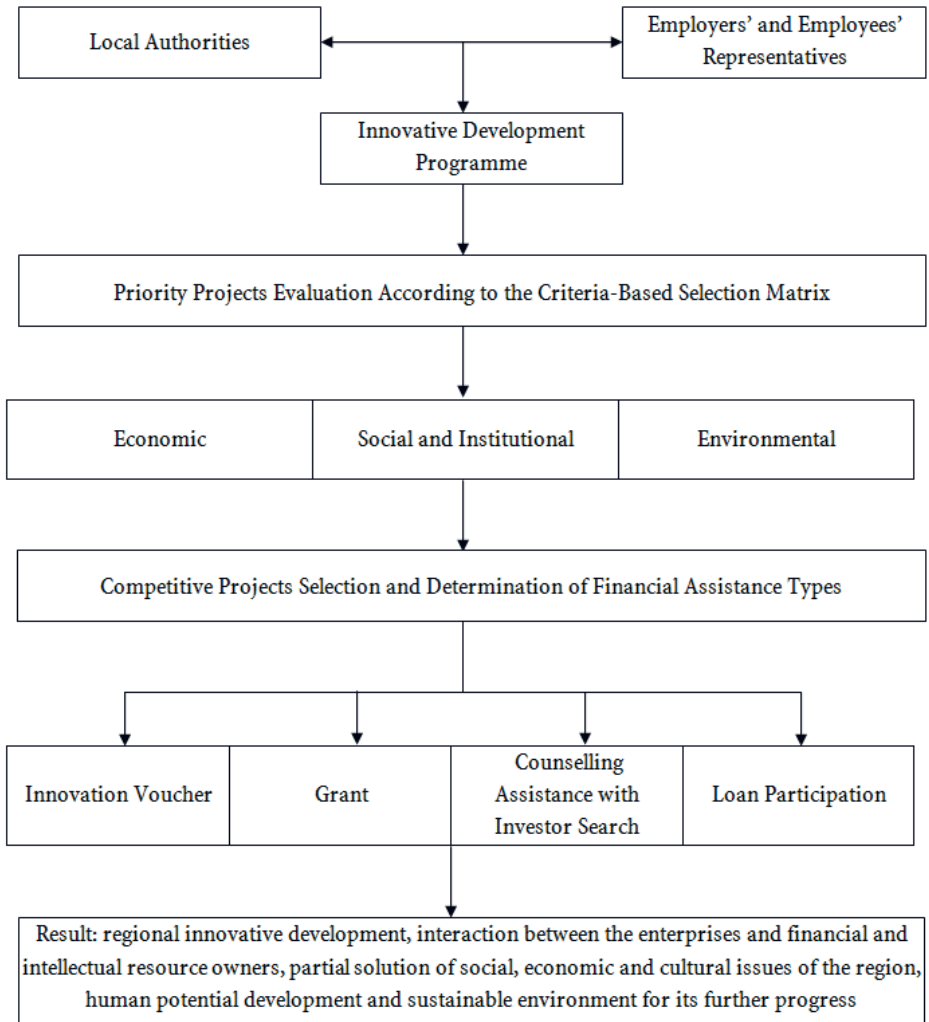 Local Authorities
Employers’ and Employees’
Representatives
Innovative Development
Programme
Priority Projects Evaluation According to the Criteria-Based Selection Matrix
Economic
Social and Institutional
Environmental
Competitive Projects Selection and Determination of Financial Assistance Types
Innovation Voucher
Grant
Counselling
Assistance with
Investor Search
Loan Participation
Result: regional innovative development, interaction between the enterprises and financial and
intellectual resource owners, partial solution of social, economic and cultural issues of the region,
human potential development and sustainable environment for its further progress